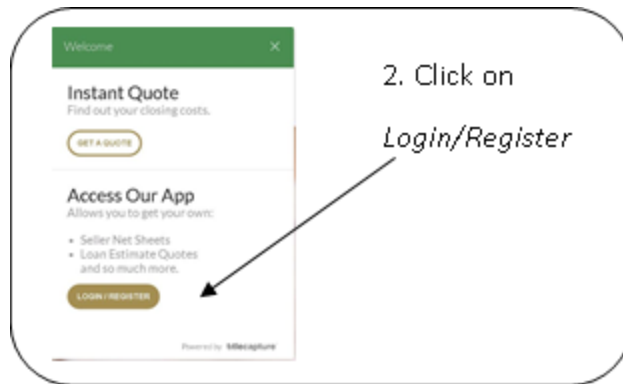 Welcome ×
Instant Quote
Find out your closing costs.
GET A QUOTE
Access Our App
Allows you to get your own:
• Seller Net Sheets
• Loan Estimate Quotes
and so much more.
LOGIN / REGISTER
Powered by titlecapture
2. Click on
Login/Register